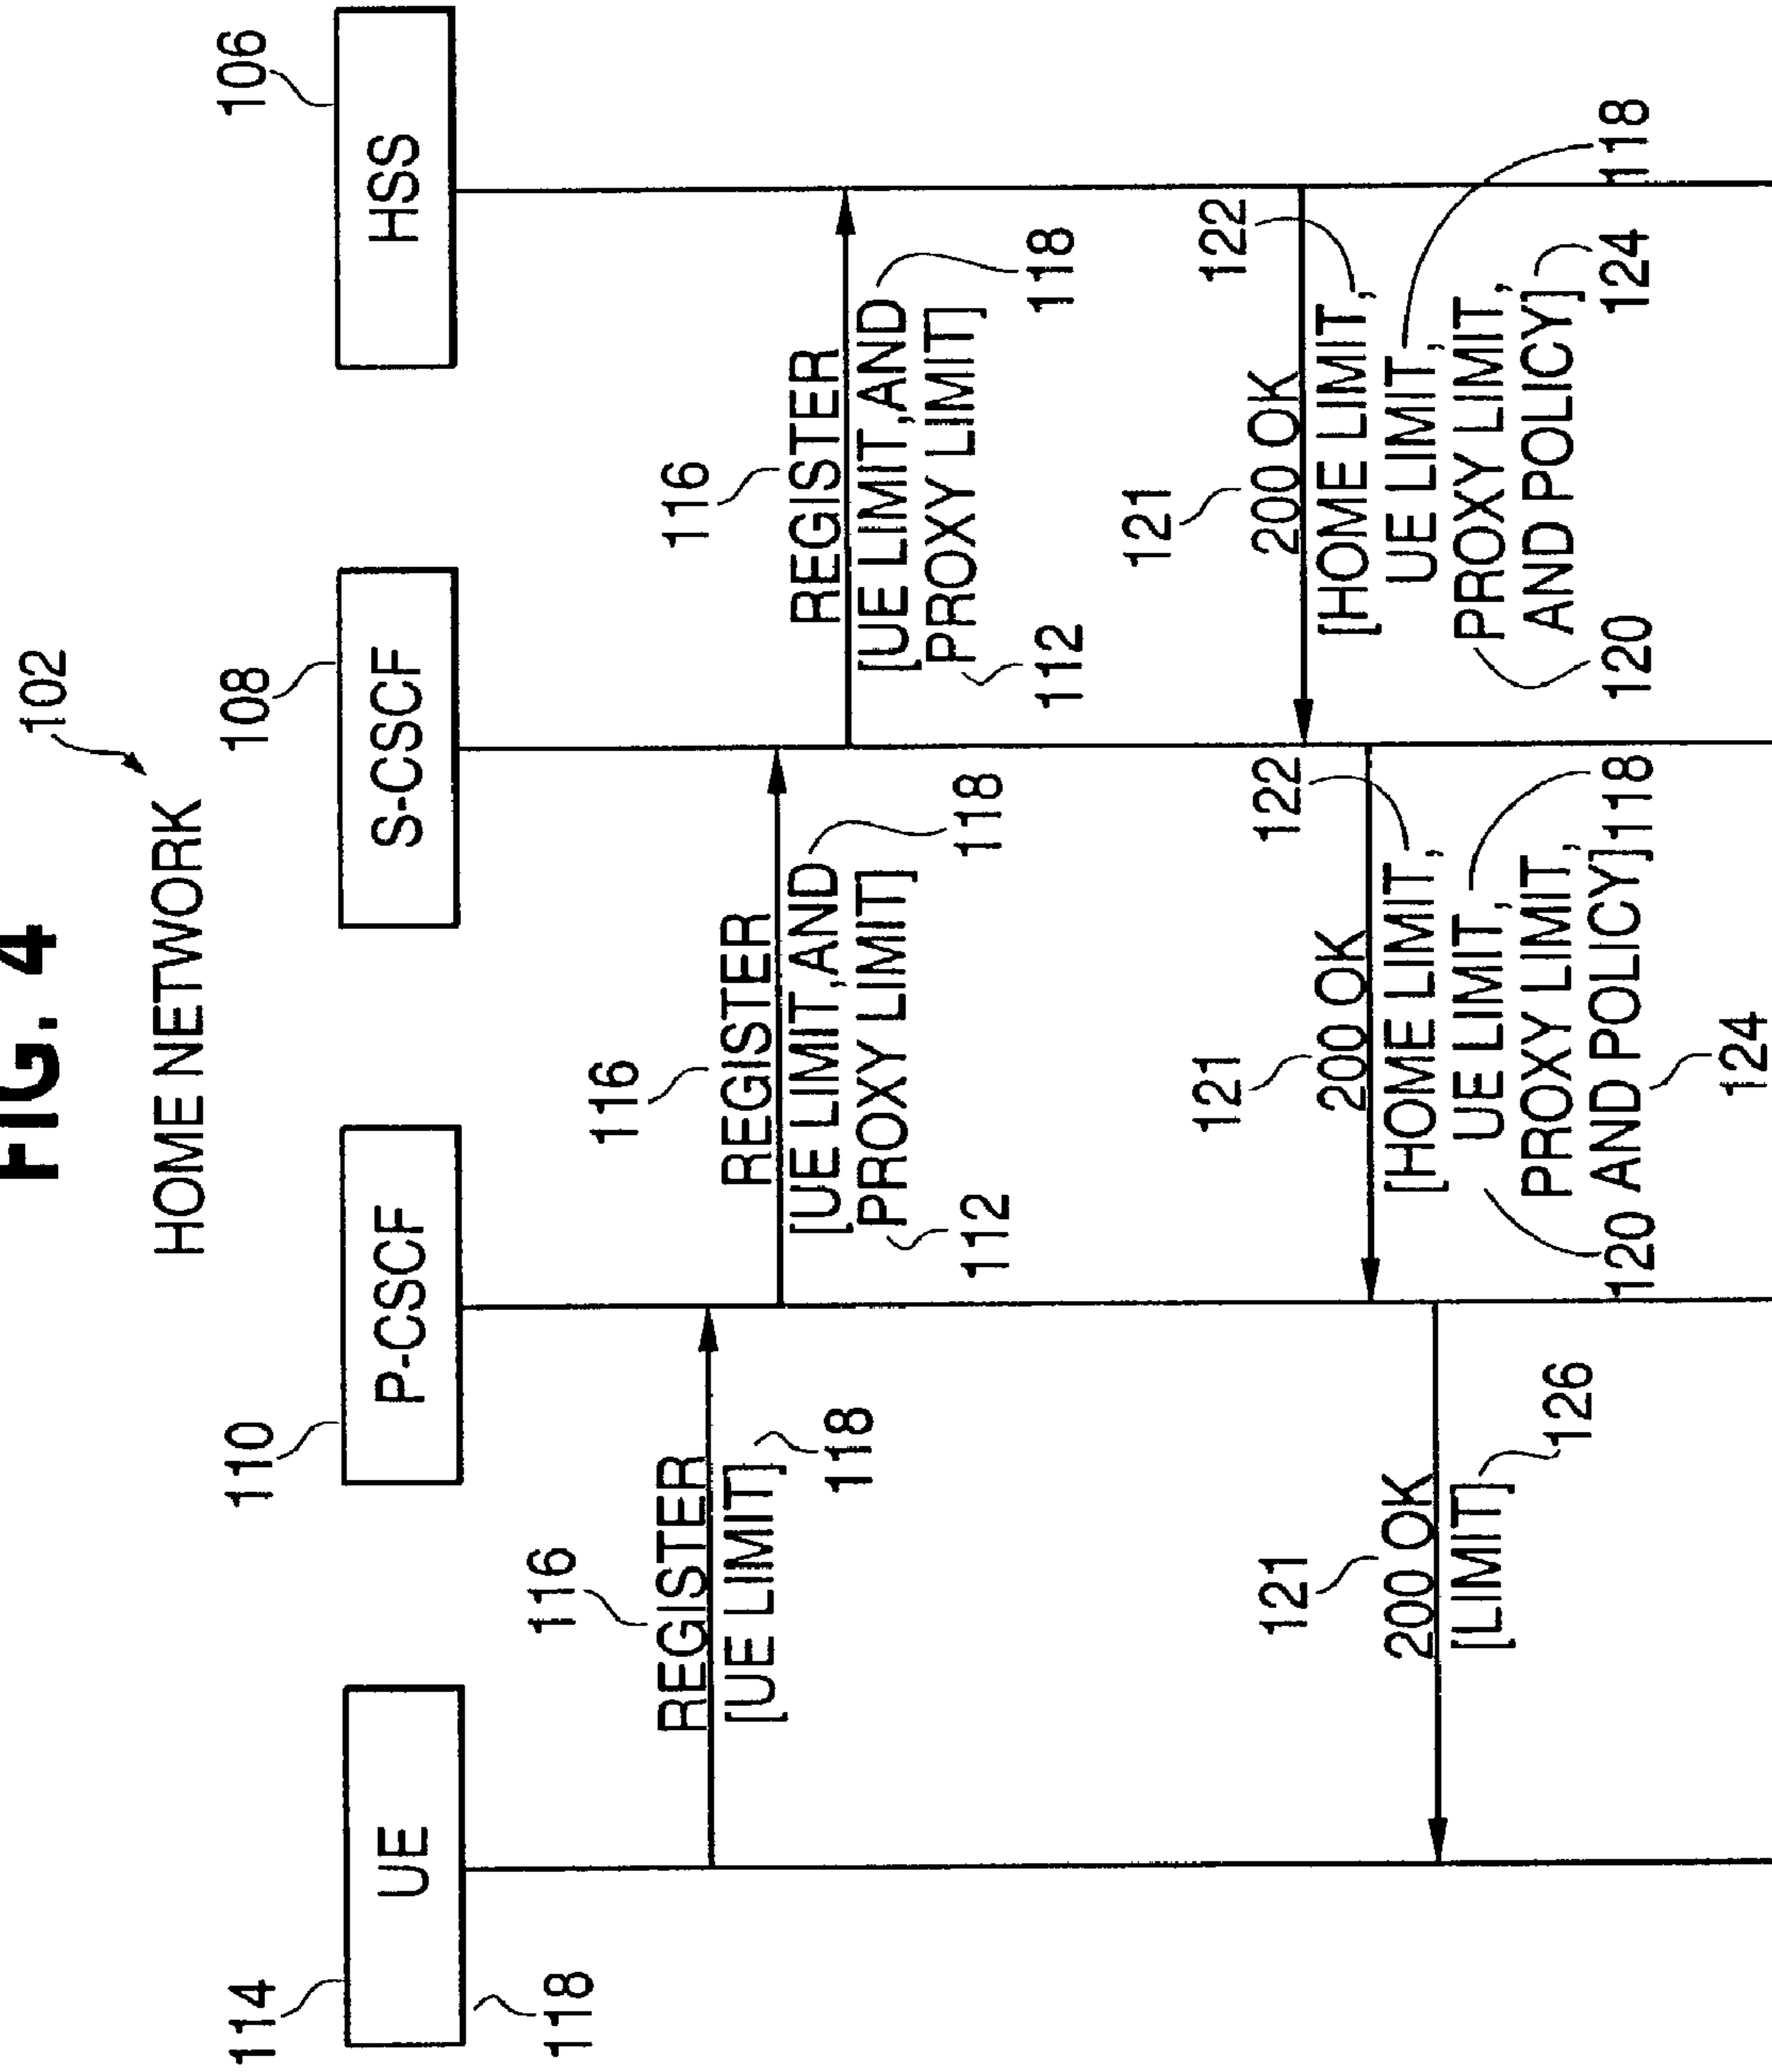 FIG. 4
HOME NETWORK
102
114
110
108
106
UE
P-CSCF
S-CSCF
HSS
118
116
REGISTER
[UE LIMIT]
118
116
REGISTER
[UE LIMIT,AND
PROXY LIMIT]
112
118
116
REGISTER
[UE LIMIT,AND
PROXY LIMIT]
112
118
121
200 OK
122
[HOME LIMIT,
UE LIMIT,
PROXY LIMIT,
AND POLICY]
120
124
118
121
200 OK
122
[HOME LIMIT,
UE LIMIT,
PROXY LIMIT,
120 AND POLICY]118
124
121
200 OK
[LIMIT]
126